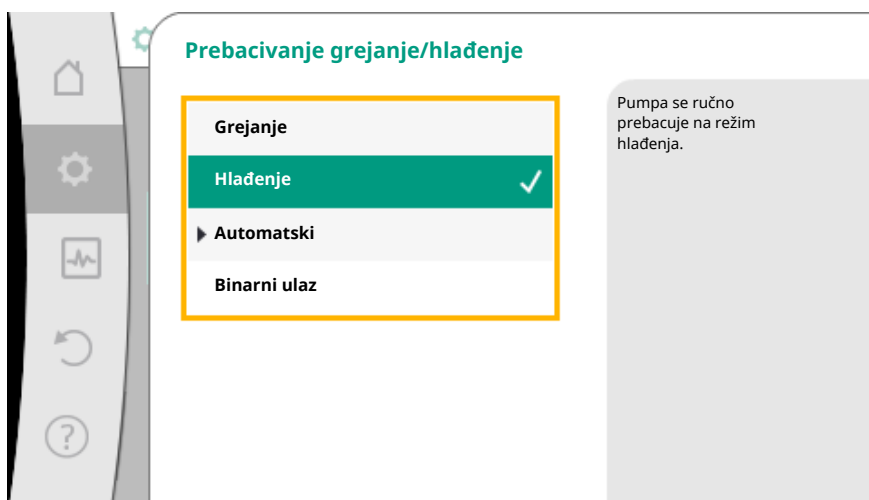 Prebacivanje grejanje/hlađenje
Grejanje
Hlađenje
Automatski
Binarni ulaz
Pumpa se ručno
prebacuje na režim
hlađenja.
?